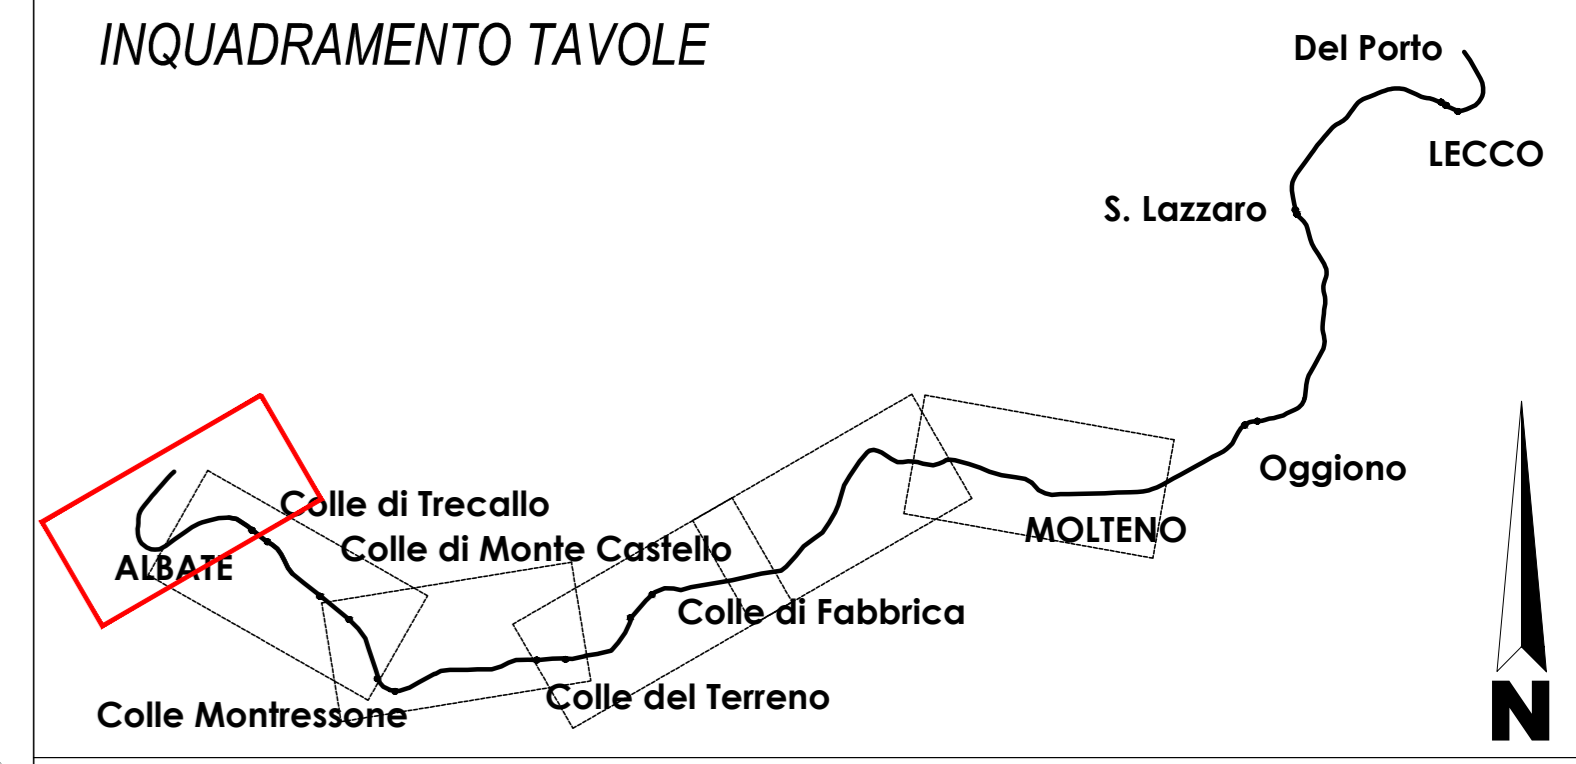 INQUADRAMENTO TAVOLE
Del Porto
LECCO
S. Lazzaro
Oggiono
Colle di Trecallo
MOLTENO
Colle di Monte Castello
ALBATE
Colle di Fabbrica
Colle del Terreno
Colle Montressone
N